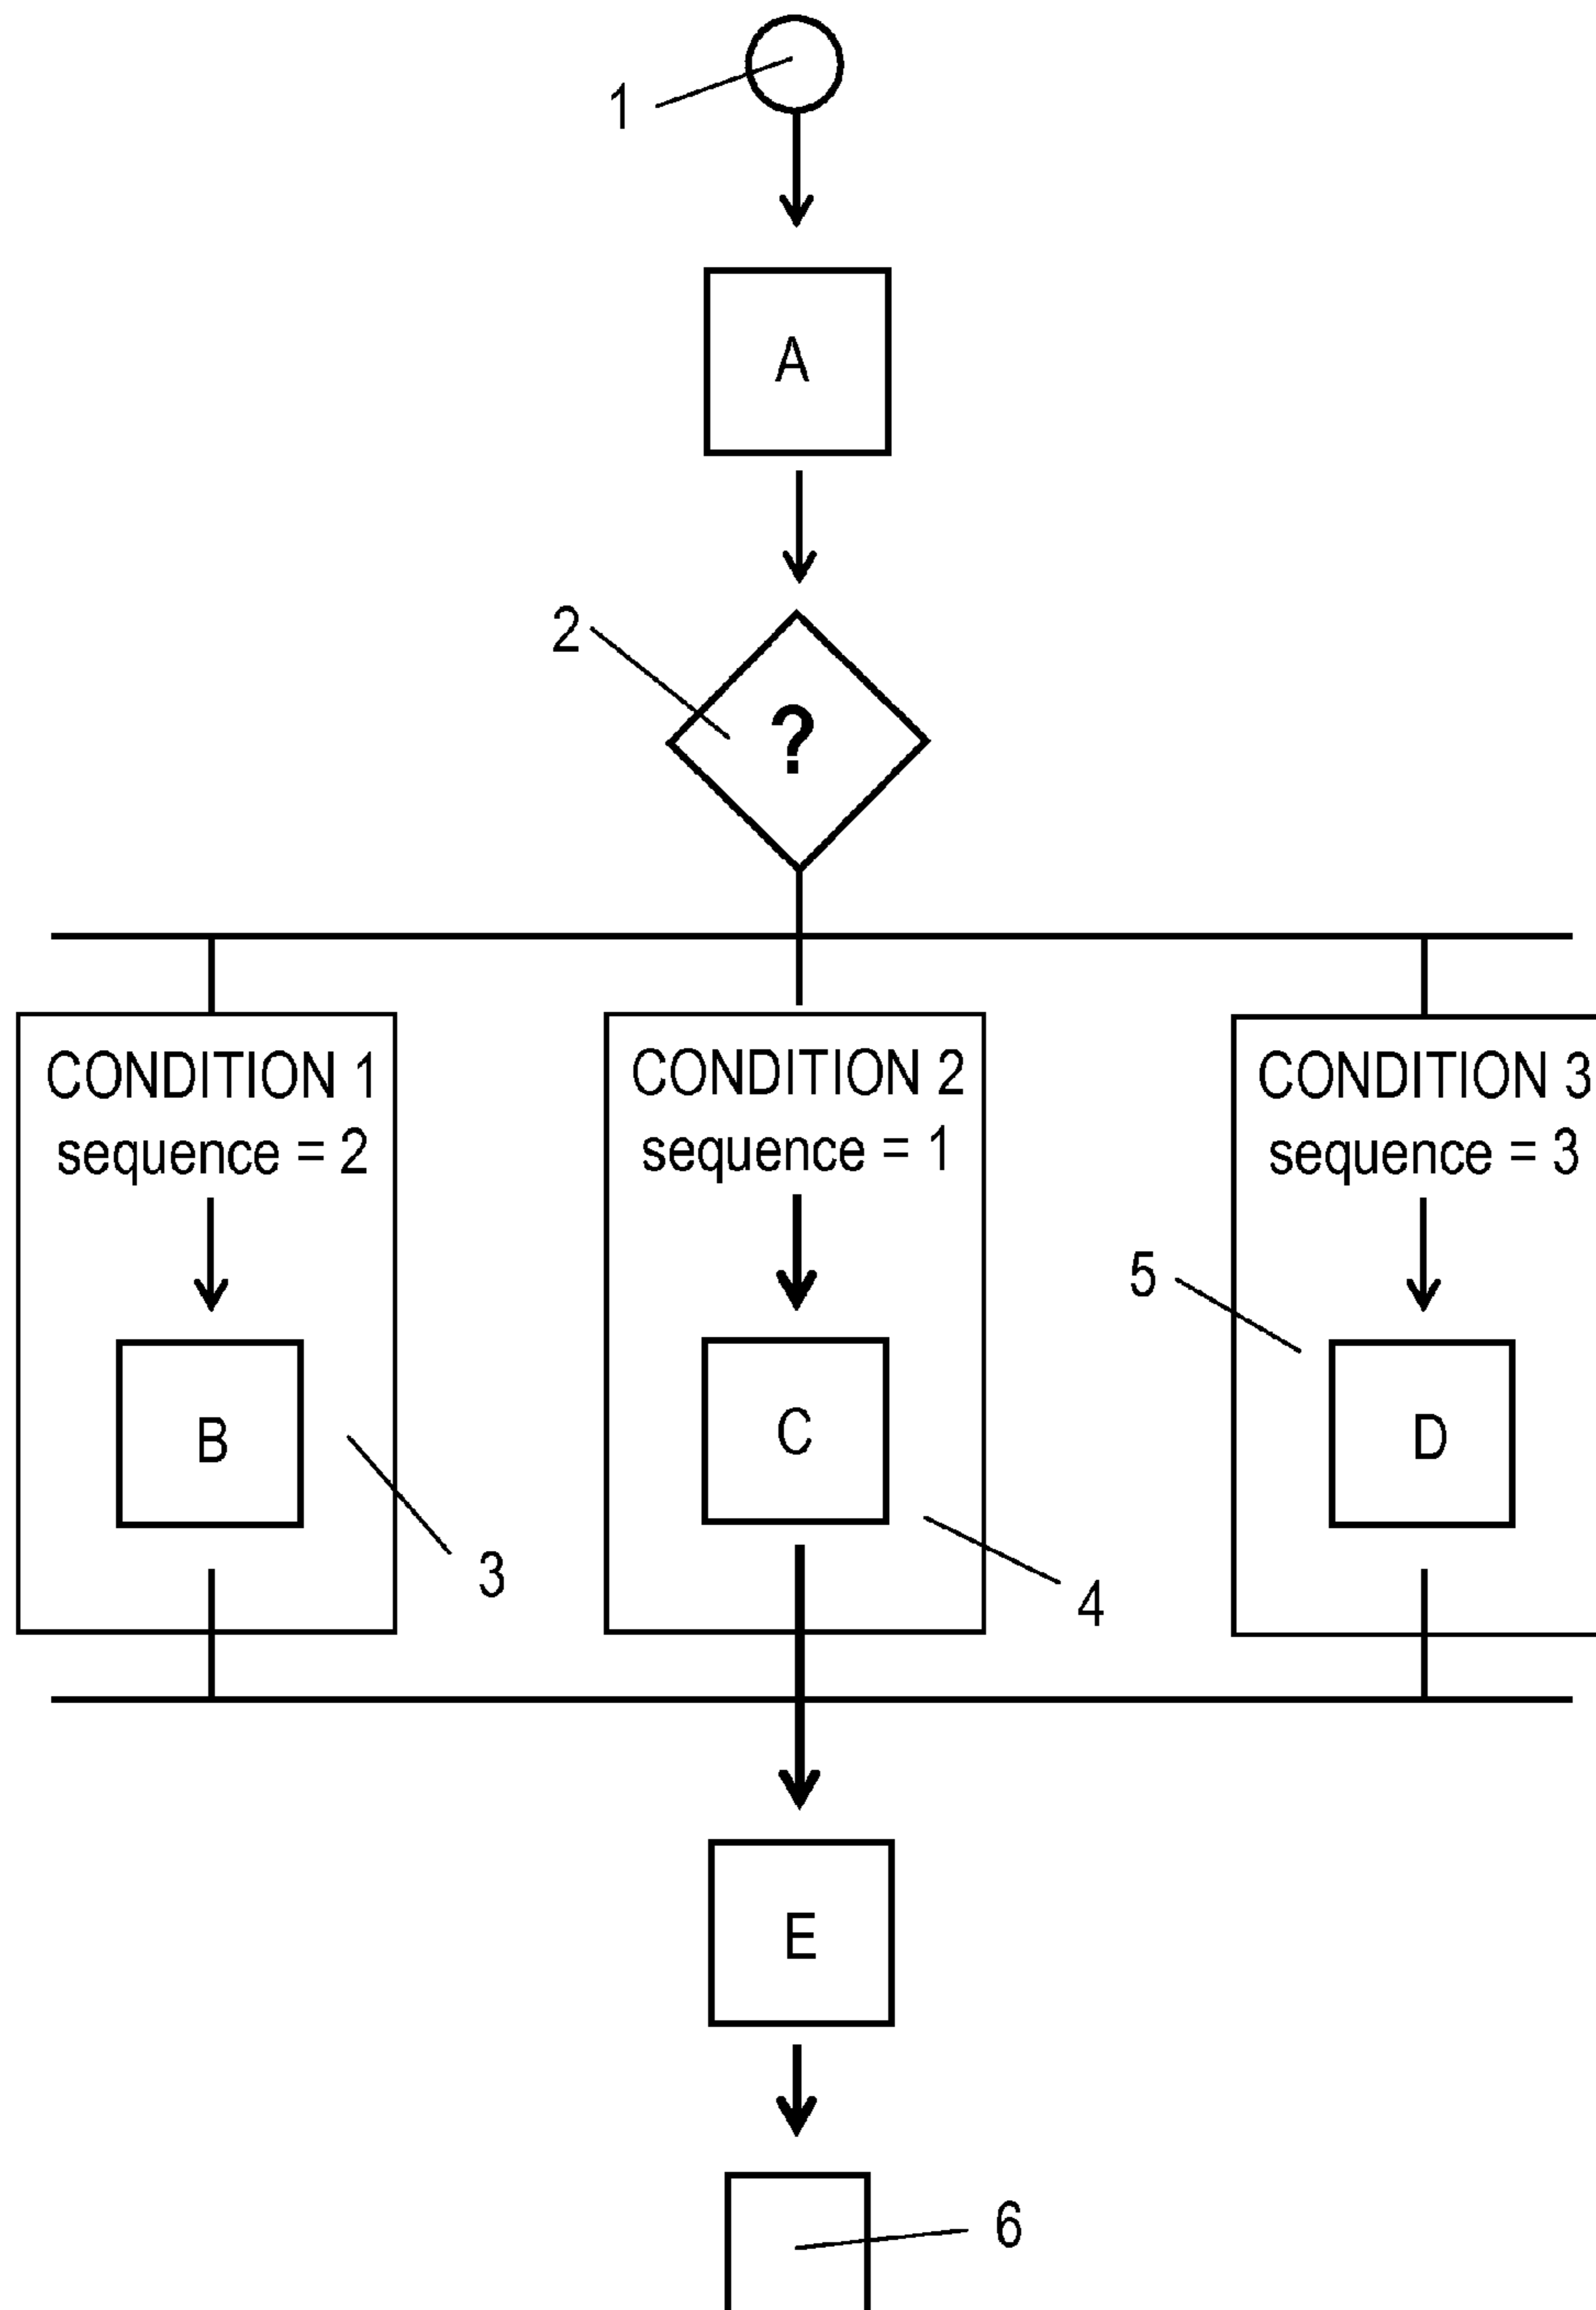 1
A
2
?
CONDITION 1
sequence = 2
CONDITION 2
sequence = 1
CONDITION 3
sequence = 3
5
B
C
D
3
4
E
6